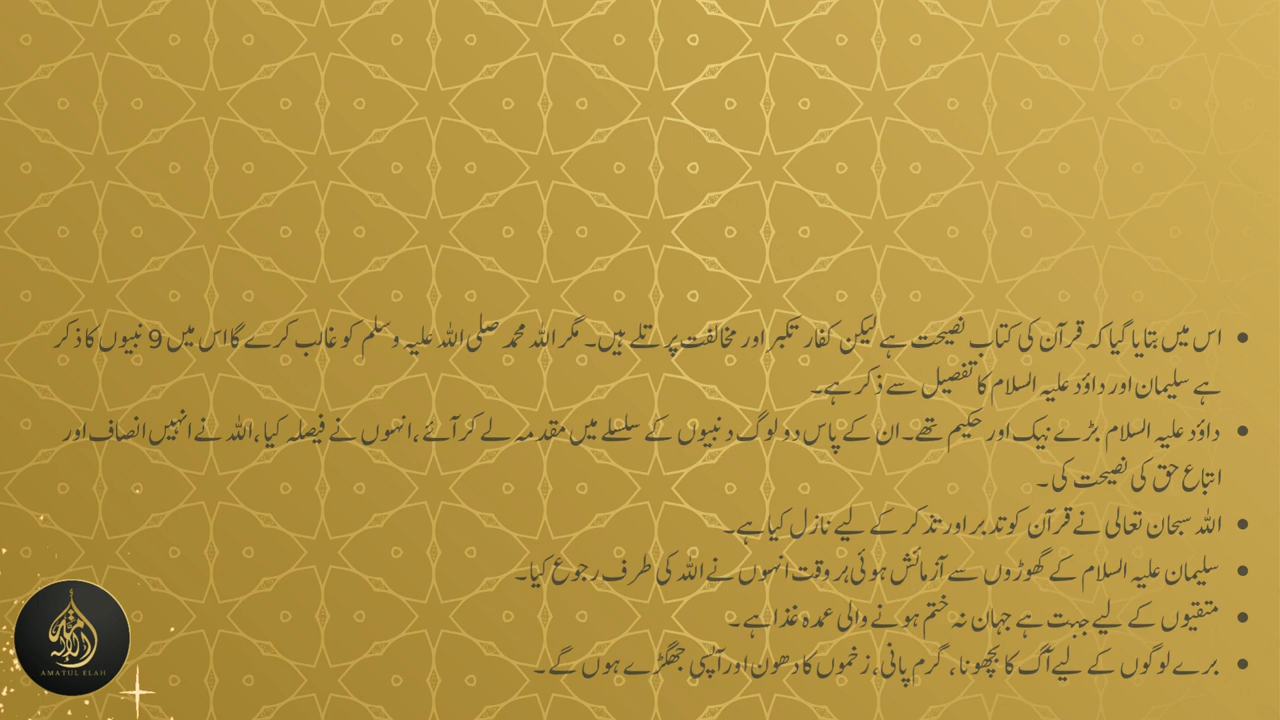 • اس میں بتایا گیا کہ قرآن کی کتاب نصیحت ہے لیکن کفار تکبر اور مخالفت پر تلے ہیں۔ مگر اللہ محمد صلی اللہ علیہ وسلم کو غالب کرے گا اس میں 9 نبیوں کا ذکر
ہے سلیمان اور داؤد علیہ السلام کا تفصیل سے ذکر ہے۔
• داؤد علیہ السلام بڑے نیک اور حکیم تھے۔ ان کے پاس دو لوگ دنبیوں کے سلسلے میں مقدمہ لے کر آئے ،انہوں نے فیصلہ کیا ،اللہ نے انہیں انصاف اور
اتباع حق کی نصیحت کی۔
• اللہ سبحان تعالی نے قرآن کو تدبر اور تذکر کے لیے نازل کیا ہے۔
• سلیمان علیہ السلام کے گھوڑوں سے آزمائش ہوئی بر وقت انہوں نے اللہ کی طرف رجوع کیا۔
• متقیوں کے لیے جنت ہے جہان نہ ختم ہونے والی عمدہ غذا ہے۔
• برے لوگوں کے لیے آگ کا بچھونا ، گرم پانی، زخموں کا دھون اور آپسی جھگڑے ہوں گے۔
AMATUL ELAH